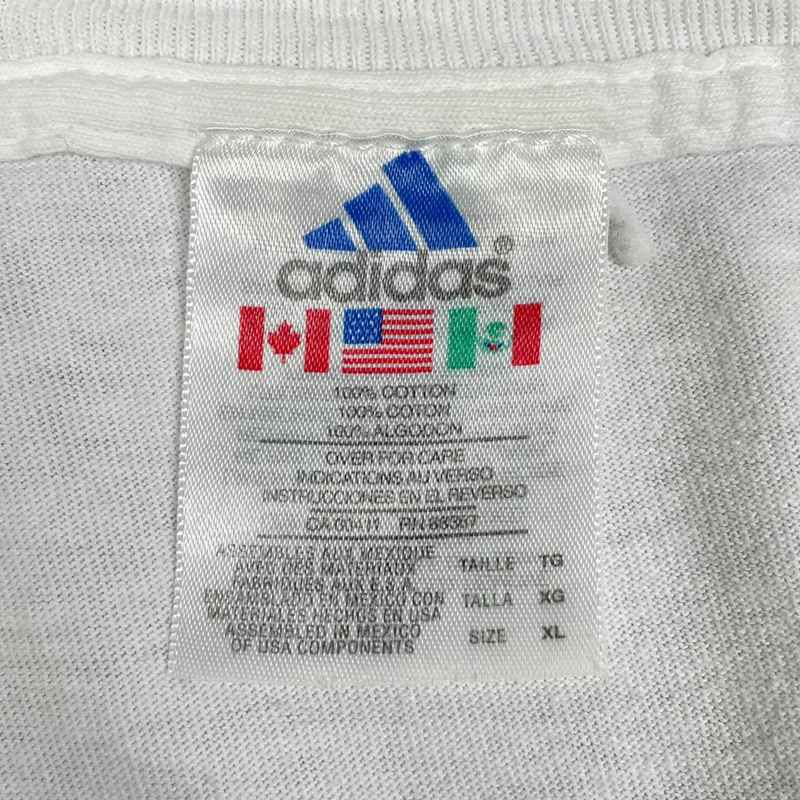 adidas®
100% COTTON
100% COTON
100% ALGODON
OVER FOR CARE
INDICATIONS AU VERSO
INSTRUCCIONES EN EL REVERSO
CA 00411 RN 88387
ASSEMBLES AUX MEXIQUE
AVEC DES MATERIAUX
FABRIQUES AUX E.S.A.
ENSAMBLADO EN MEXICO CON
MATERIALES HECHOS EN USA
ASSEMBLED IN MEXICO
OF USA COMPONENTS
TAILLE TG
TALLA XG
SIZE XL